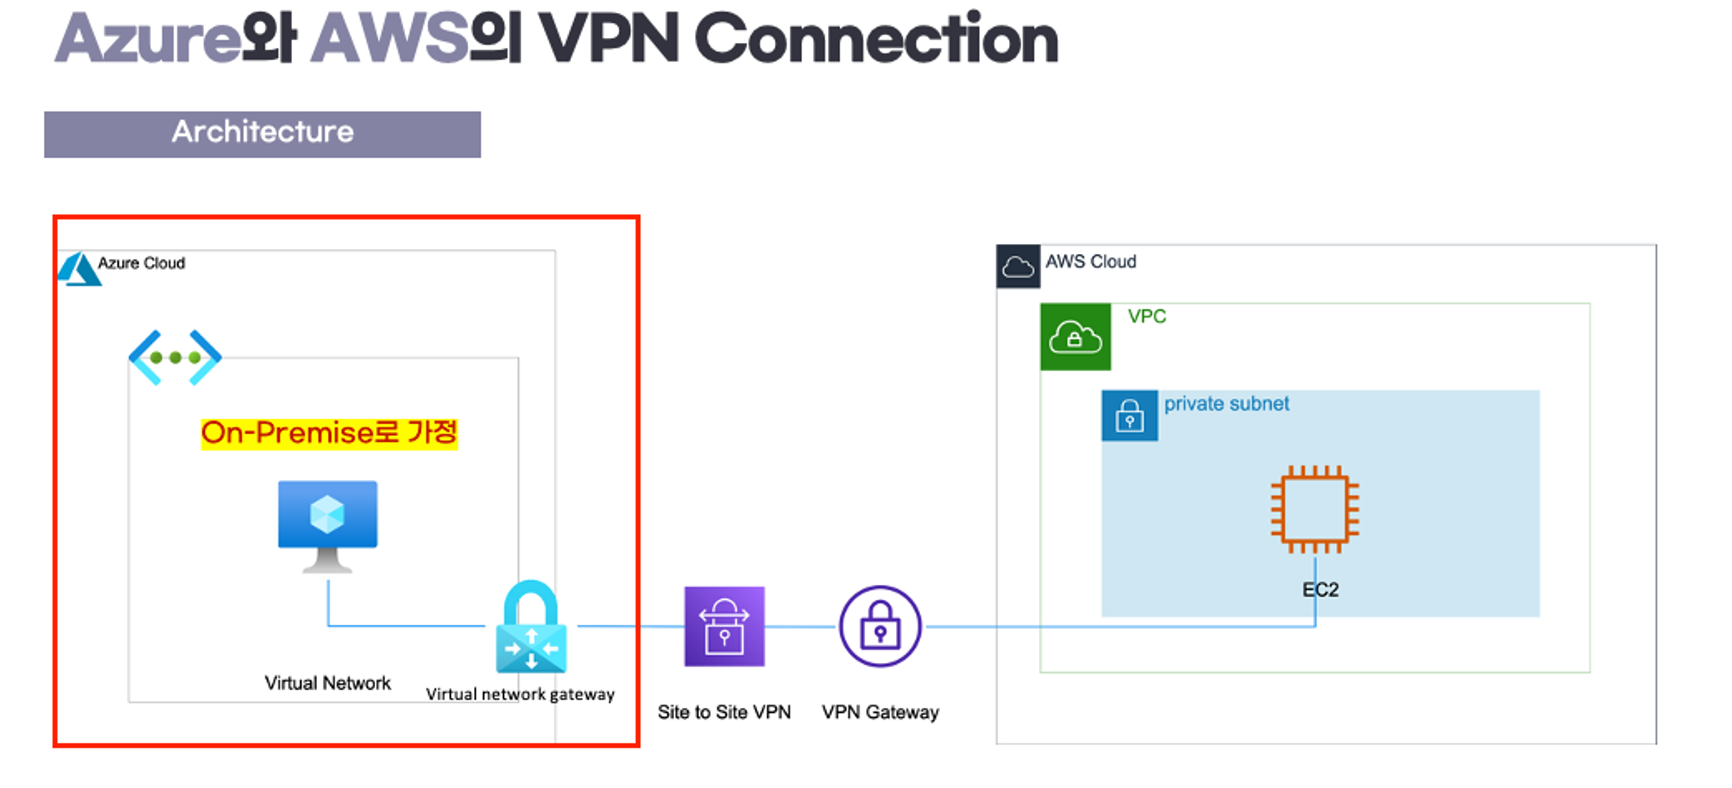 Azure와 AWS의 VPN Connection
Architecture
Azure Cloud
On-Premise로 가정
Virtual Network
Virtual network gateway
Site to Site VPN
VPN Gateway
AWS Cloud
VPC
private subnet
EC2